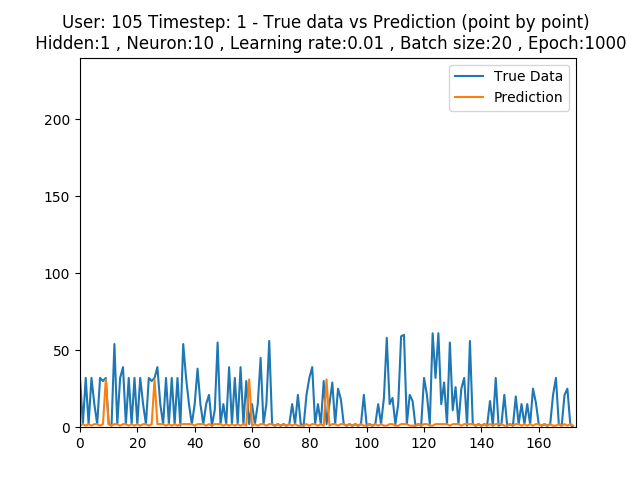 User: 105 Timestep: 1 - True data vs Prediction (point by point)
Hidden:1 , Neuron:10 , Learning rate:0.01 , Batch size:20 , Epoch:1000
True Data
Prediction
200
150
100
50
0
0 20 40 60 80 100 120 140 160